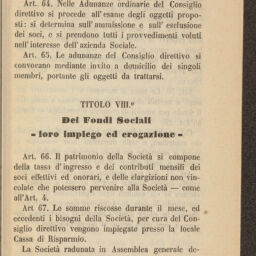 Art. 64. Nelle Adunanze ordinarie del Consiglio
direttivo si procede all'esame degli oggetti propo-
sti: si determina sull'ammissione e sull'esclusione
dei soci, e si prendono tutti i provvedimenti voluti
nell'interesse dell'azienda Sociale.
Art. 65. Le adunanze del Consiglio direttivo si
convocano mediante invito a domicilio dei singoli
membri, portante gli oggetti da trattarsi.
TITOLO VIII.º
Dei Fondi Sociali
- loro impiego ed erogazione -
Art. 66. Il patrimonio della Società si compone
della tassa d'ingresso e dei contributi mensili dei
soci effettivi ed onorari, e delle elargizioni non vin-
colate che potessero pervenire alla Società — come
all'Art. 4.
Art. 67. Le somme riscosse durante il mese, ed
eccedenti i bisogni della Società, per cura del Con-
siglio direttivo vengono impiegate presso la locale
Cassa di Risparmio.
La Società radunata in Assemblea generale de-